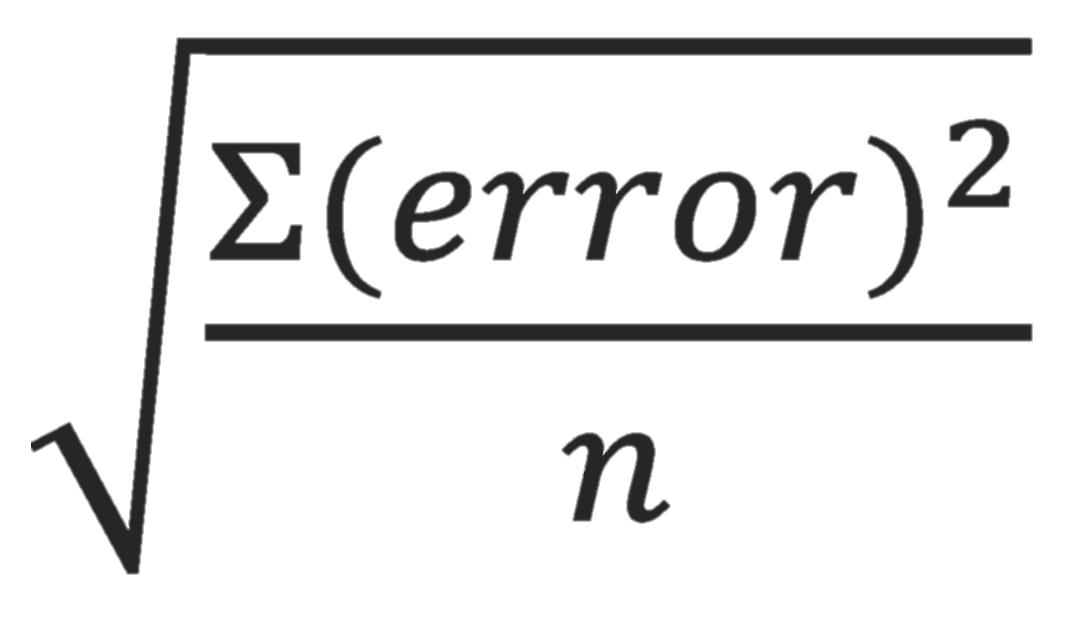 √
Σ(error)²
n